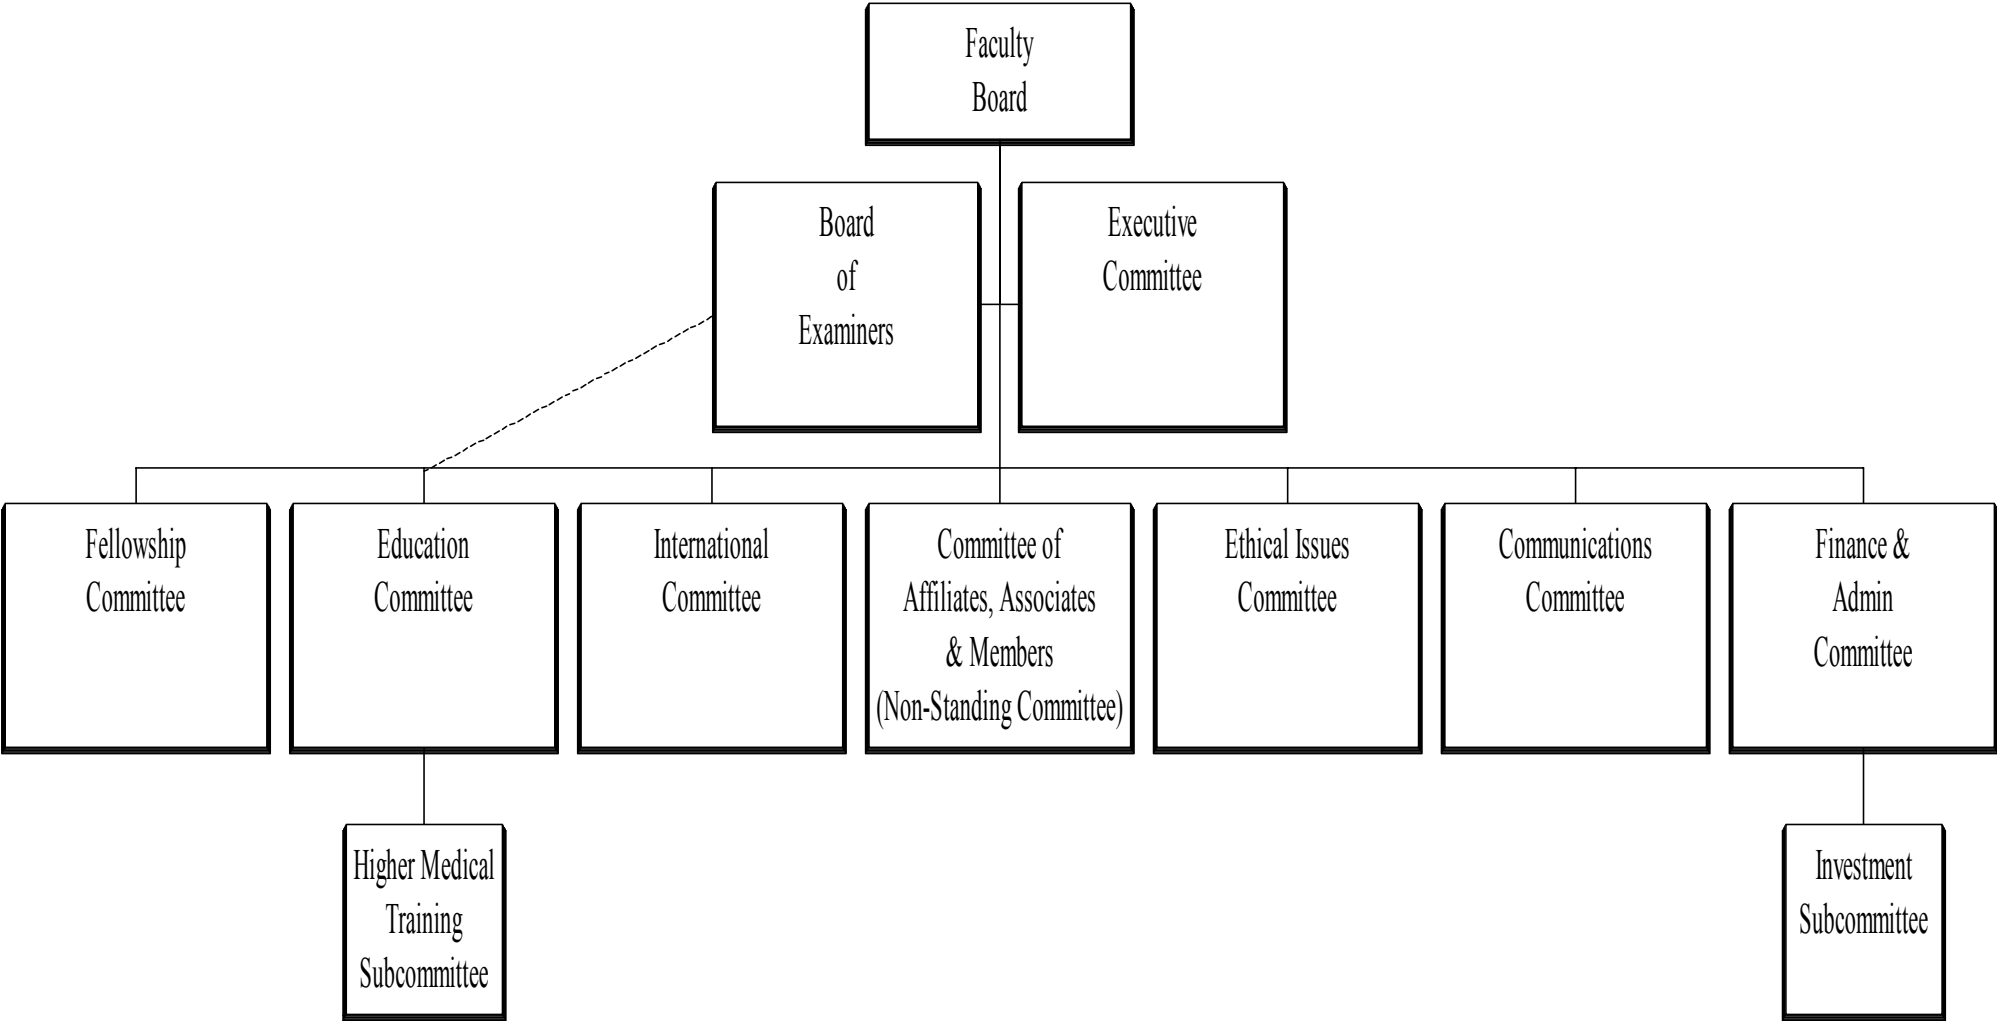 Faculty
Board
Board
of
Examiners
Executive
Committee
Fellowship
Committee
Education
Committee
International
Committee
Committee of
Affiliates, Associates
& Members
(Non-Standing Committee)
Ethical Issues
Committee
Communications
Committee
Finance &
Admin
Committee
Higher Medical
Training
Subcommittee
Investment
Subcommittee